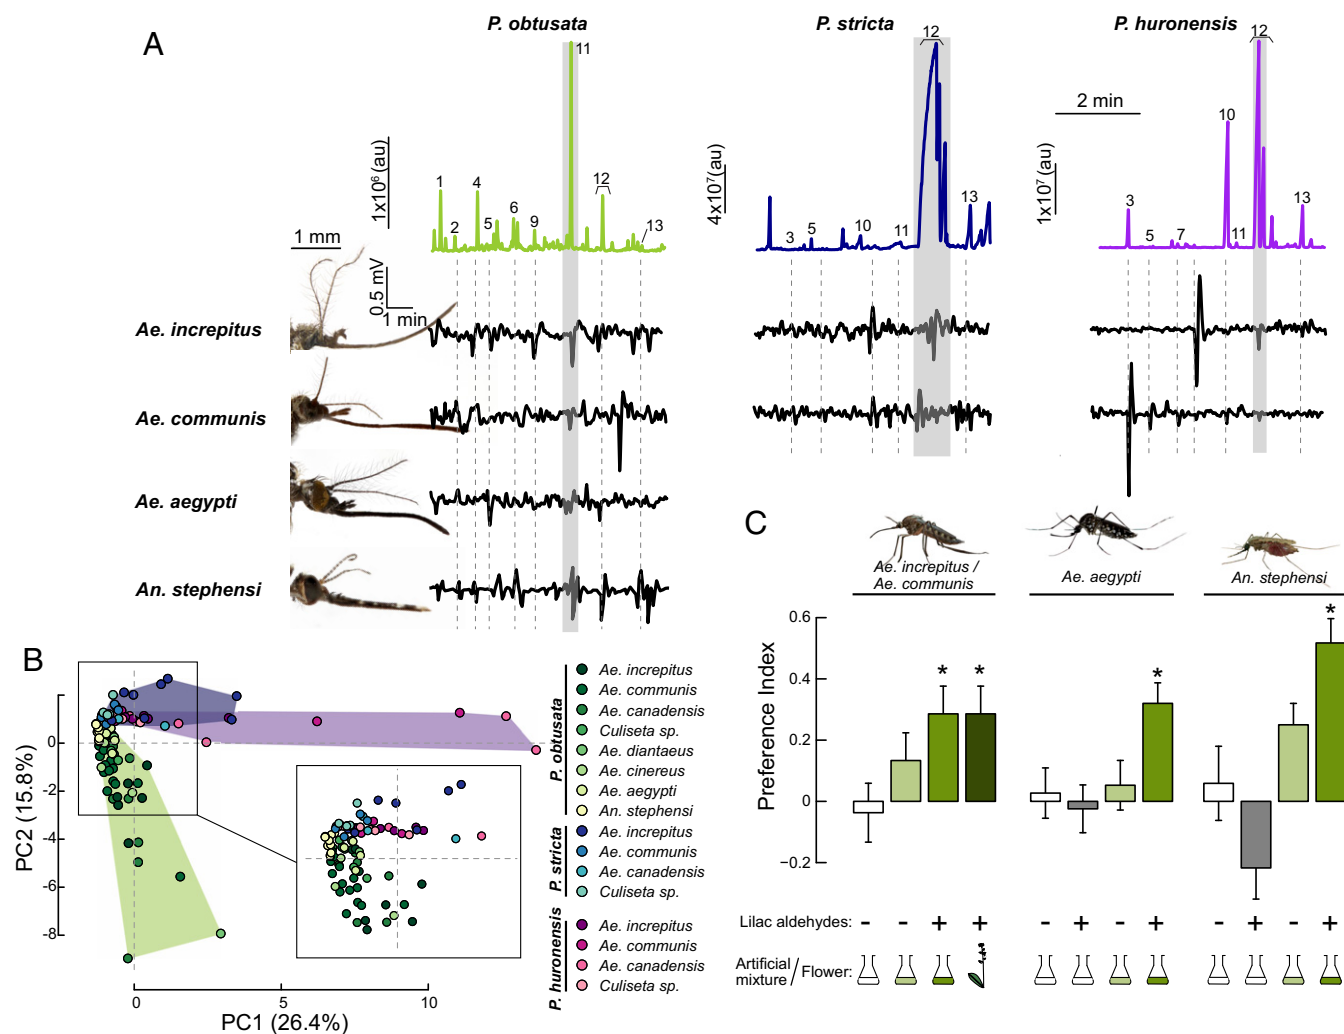 A
P. obtusata
P. stricta
P. huronensis
1x10⁶(au)
1
2
4
5
6
9
11
12
13
4x10⁷(au)
3
5
10
11
12
13
2 min
1x10⁷(au)
3
5
7
10
11
12
13
1 mm
0.5 mV
1 min
Ae. increpitus
Ae. communis
Ae. aegypti
An. stephensi
B
PC2 (15.8%)
0
-2
-4
-6
-8
0
5
10
PC1 (26.4%)
P. obtusata
Ae. increpitus
Ae. communis
Ae. canadensis
Culiseta sp.
Ae. diantaeus
Ae. cinereus
Ae. aegypti
An. stephensi
P. stricta
Ae. increpitus
Ae. communis
Ae. canadensis
Culiseta sp.
P. huronensis
Ae. increpitus
Ae. communis
Ae. canadensis
Culiseta sp.
C
Ae. increpitus /
Ae. communis
Ae. aegypti
An. stephensi
Preference Index
0.6
0.4
0.2
0
−0.2
* * * *
Lilac aldehydes: - - + + - + - + - + - +
Artificial
mixture / Flower: